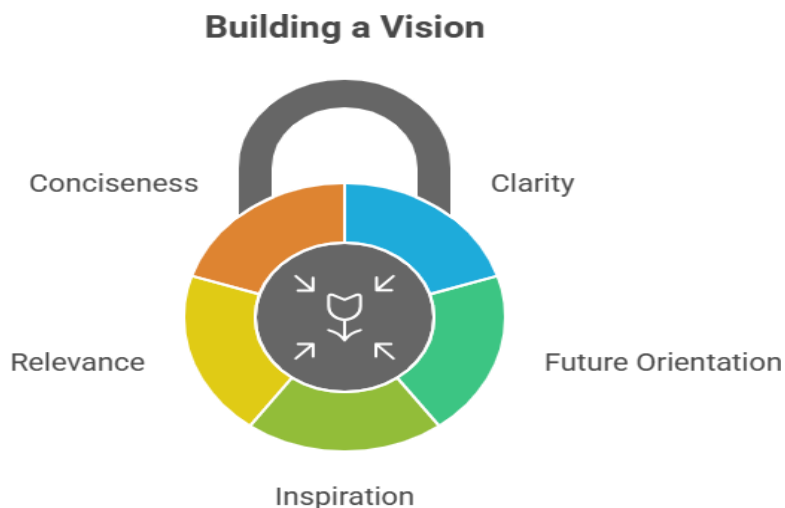 Building a Vision
Conciseness
Clarity
Relevance
Future Orientation
Inspiration